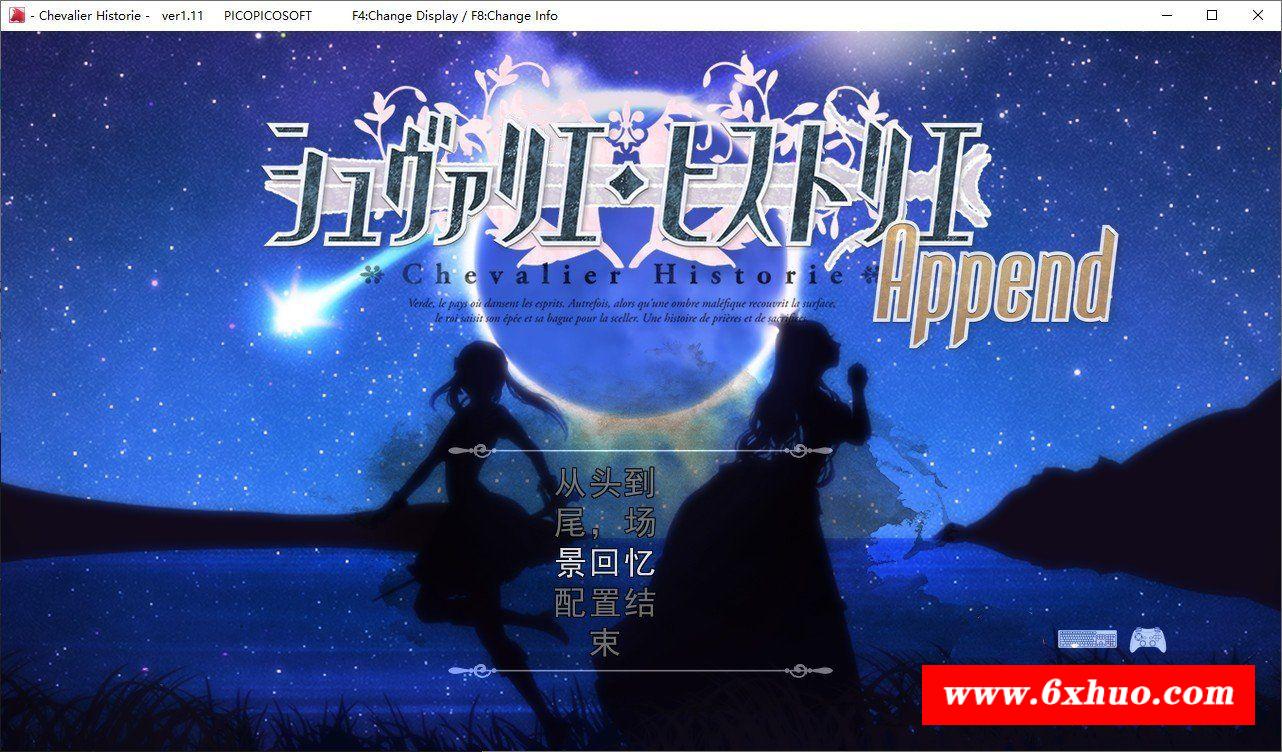 - Chevalier Historie -   ver1.11   PICOPICOSOFT   F4:Change Display / F8:Change Info
シュヴァリエ・ヒストリエ
Append
Chevalier Historie
Verde, le pays où dansent les esprits. Autrefois, alors qu'une ombre maléfique recouvrit la surface,
le roi saisit son épée et sa bague pour la sceller. Une histoire de prières et de sacrifices.
从头到
尾，场
景回忆
配置结
束
www.6xhuo.com